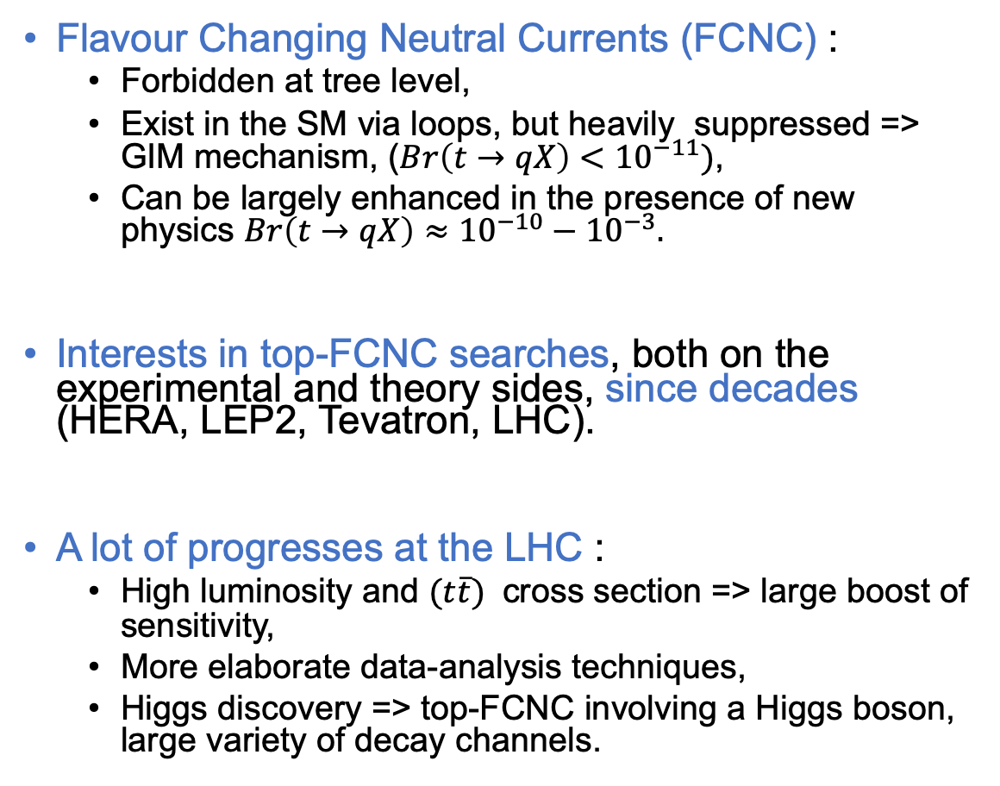 • Flavour Changing Neutral Currents (FCNC) :
• Forbidden at tree level,
• Exist in the SM via loops, but heavily  suppressed =>
GIM mechanism, (Br(t → qX) < 10⁻¹¹),
• Can be largely enhanced in the presence of new
physics Br(t → qX) ≈ 10⁻¹⁰ − 10⁻³.
• Interests in top-FCNC searches, both on the
experimental and theory sides, since decades
(HERA, LEP2, Tevatron, LHC).
• A lot of progresses at the LHC :
• High luminosity and (tt̄)  cross section => large boost of
sensitivity,
• More elaborate data-analysis techniques,
• Higgs discovery => top-FCNC involving a Higgs boson,
large variety of decay channels.